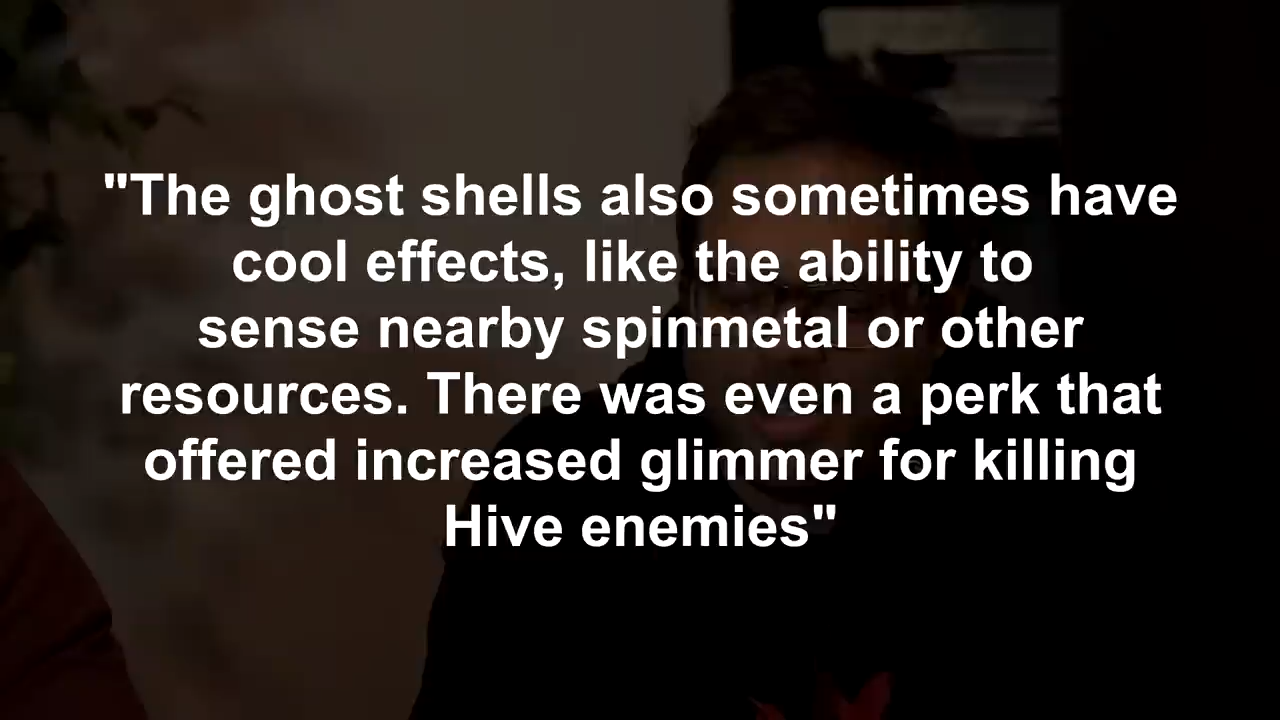 "The ghost shells also sometimes have
cool effects, like the ability to
sense nearby spinmetal or other
resources. There was even a perk that
offered increased glimmer for killing
Hive enemies"